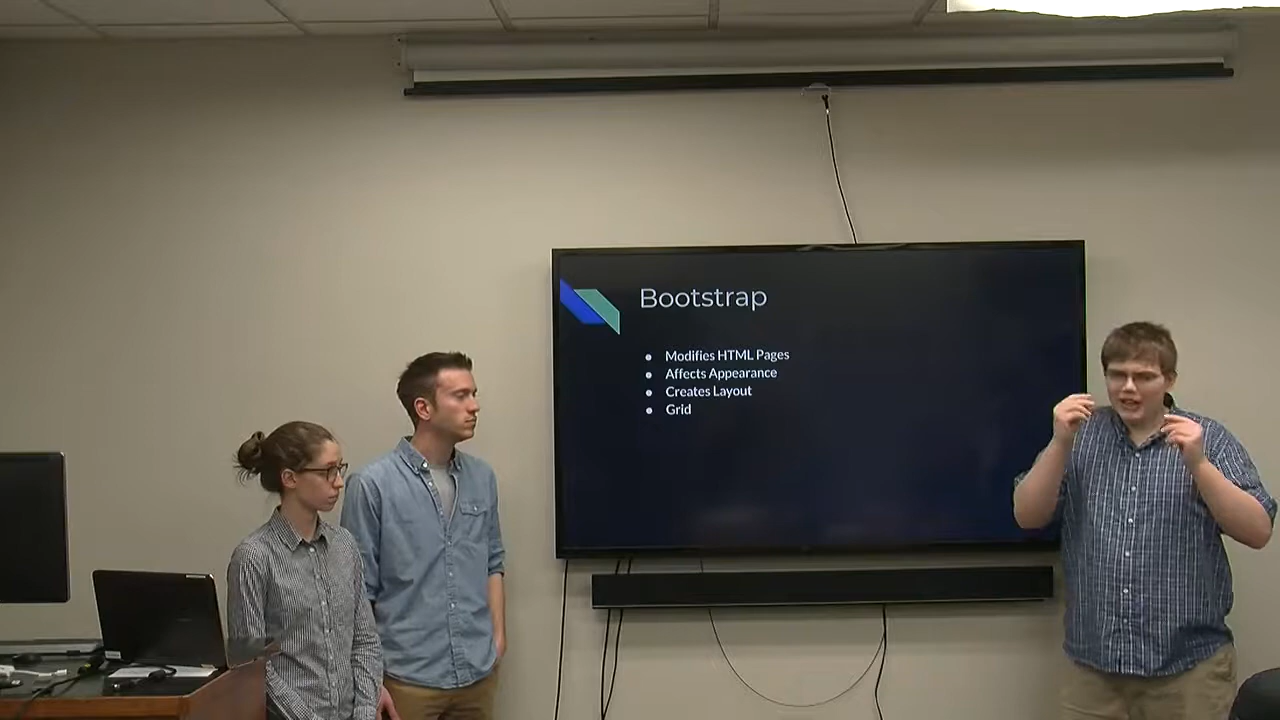 Bootstrap
● Modifies HTML Pages
● Affects Appearance
● Creates Layout
● Grid